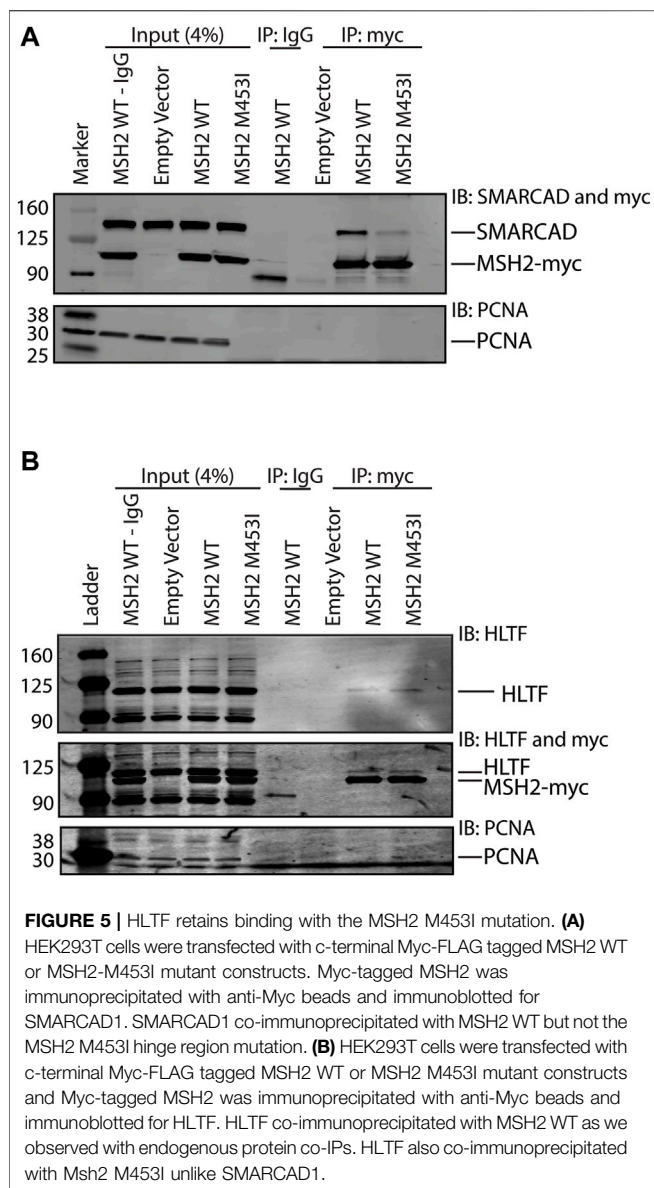 A
Input (4%)
IP: IgG
IP: myc
Marker
MSH2 WT - IgG
Empty Vector
MSH2 WT
MSH2 M453I
MSH2 WT
Empty Vector
MSH2 WT
MSH2 M453I
IB: SMARCAD and myc
160
125
90
SMARCAD
MSH2-myc
IB: PCNA
38
30
25
PCNA
B
Input (4%)
IP: IgG
IP: myc
Ladder
MSH2 WT - IgG
Empty Vector
MSH2 WT
MSH2 M453I
MSH2 WT
Empty Vector
MSH2 WT
MSH2 M453I
IB: HLTF
160
125
90
HLTF
IB: HLTF and myc
125
90
HLTF
MSH2-myc
IB: PCNA
38
30
PCNA
FIGURE 5 | HLTF retains binding with the MSH2 M453I mutation. (A)
HEK293T cells were transfected with c-terminal Myc-FLAG tagged MSH2 WT
or MSH2-M453I mutant constructs. Myc-tagged MSH2 was
immunoprecipitated with anti-Myc beads and immunoblotted for
SMARCAD1. SMARCAD1 co-immunoprecipitated with MSH2 WT but not the
MSH2 M453I hinge region mutation. (B) HEK293T cells were transfected with
c-terminal Myc-FLAG tagged MSH2 WT or MSH2 M453I mutant constructs
and Myc-tagged MSH2 was immunoprecipitated with anti-Myc beads and
immunoblotted for HLTF. HLTF co-immunoprecipitated with MSH2 WT as we
observed with endogenous protein co-IPs. HLTF also co-immunoprecipitated
with Msh2 M453I unlike SMARCAD1.